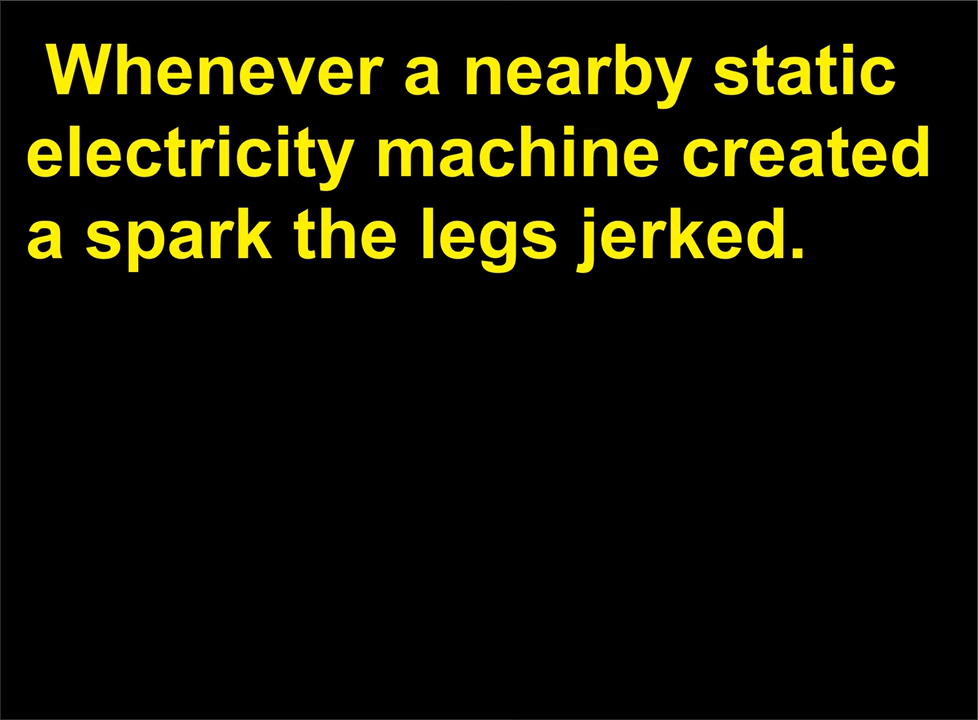 Whenever a nearby static
electricity machine created
a spark the legs jerked.